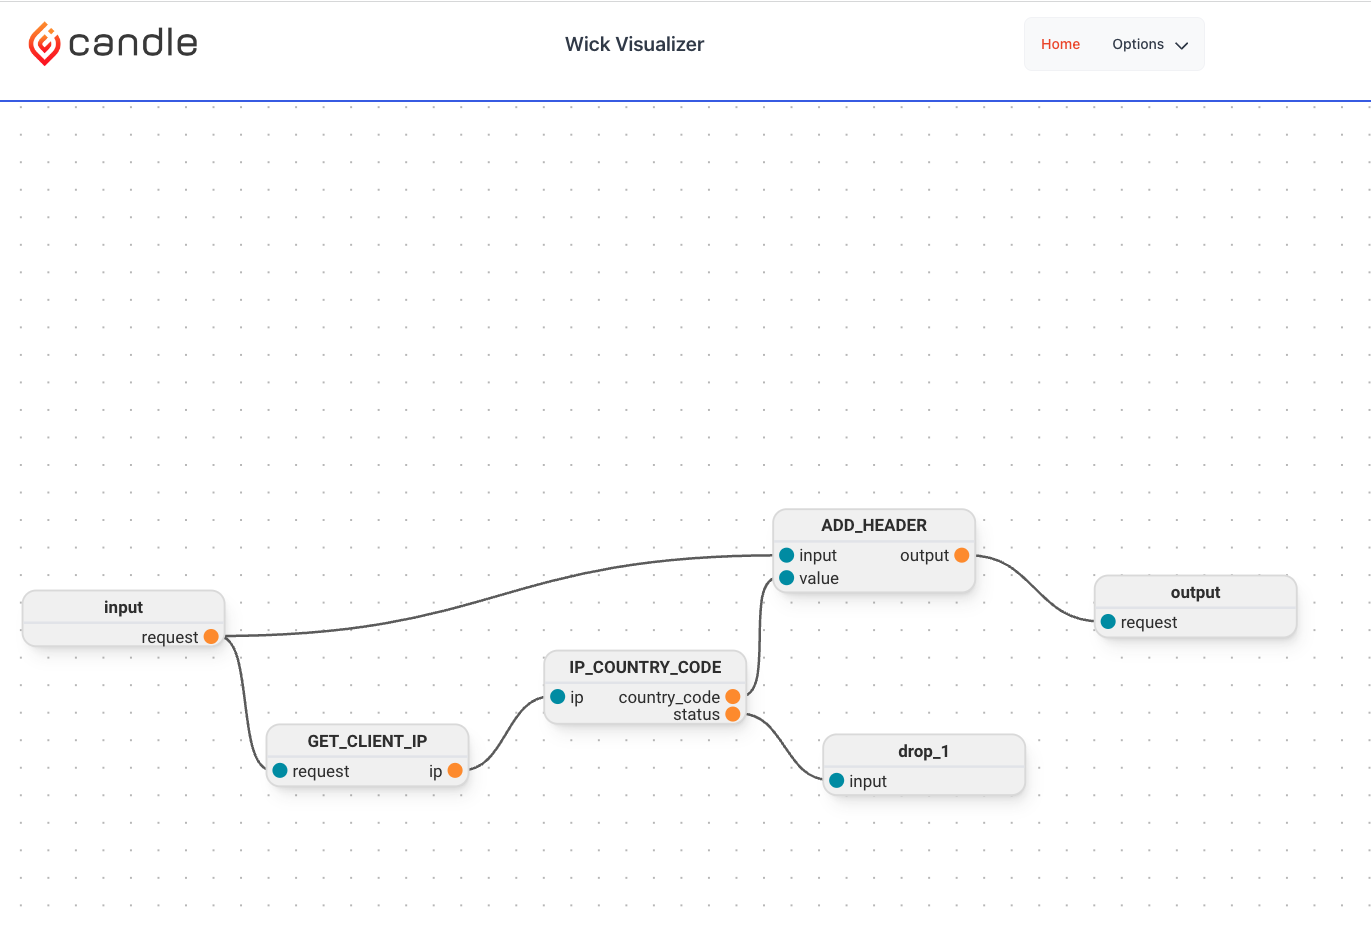 candle
Wick Visualizer
Home
Options
ADD_HEADER
input
output
value
input
request
output
request
IP_COUNTRY_CODE
ip
country_code
status
GET_CLIENT_IP
request
ip
drop_1
input